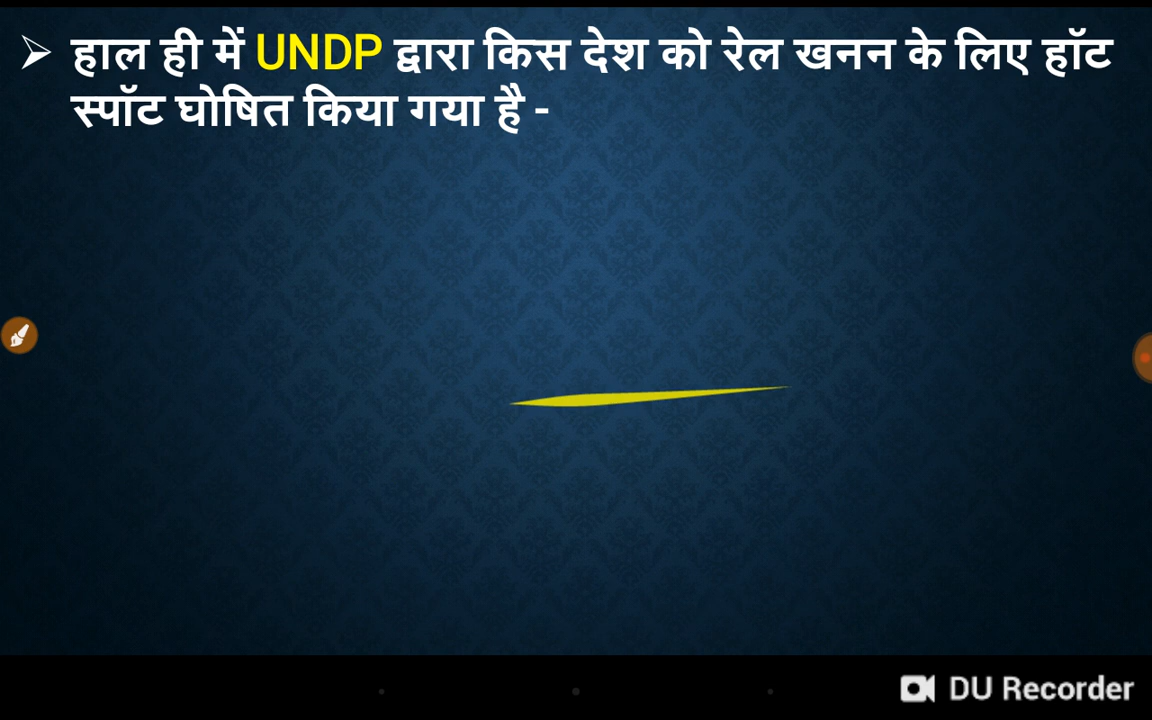 हाल ही में UNDP द्वारा किस देश को रेल खनन के लिए हॉट
स्पॉट घोषित किया गया है -
DU Recorder